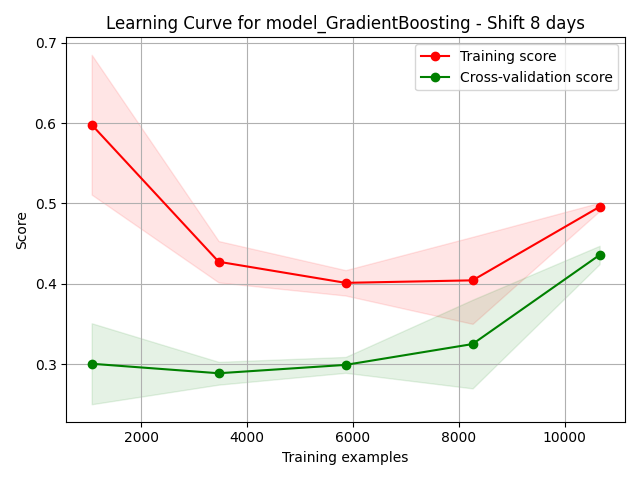 Learning Curve for model_GradientBoosting - Shift 8 days
Training score
Cross-validation score
0.7
0.6
0.5
0.4
0.3
Score
2000 4000 6000 8000 10000
Training examples